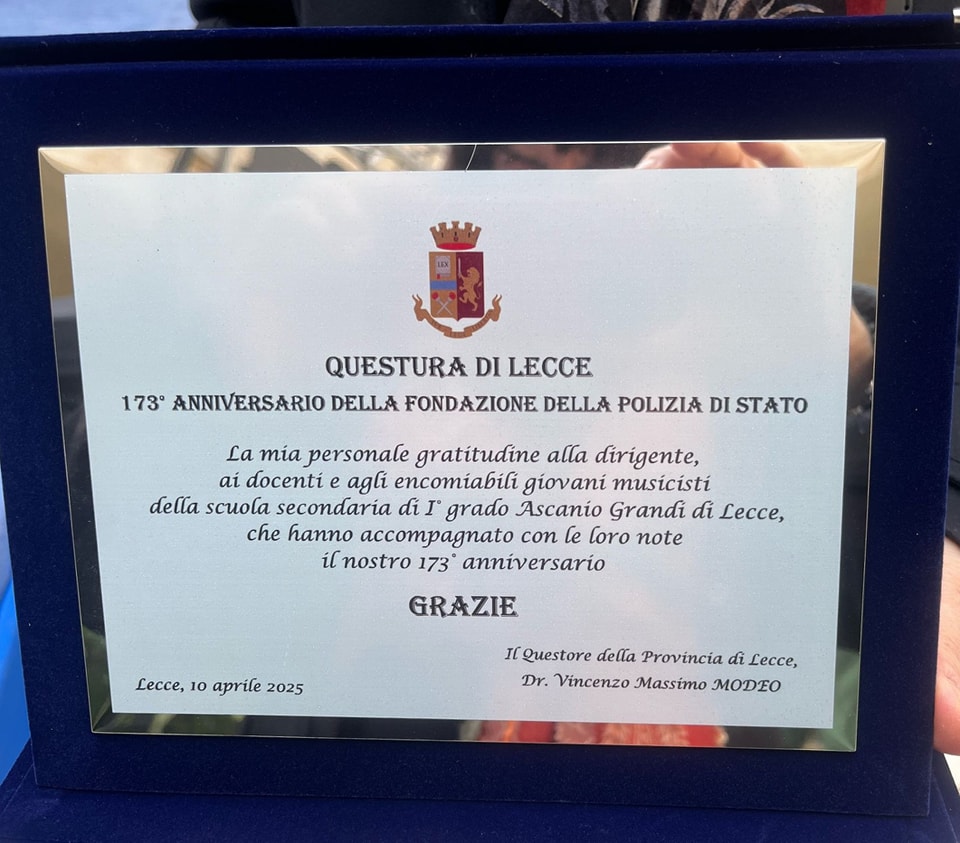 LEX
QUESTURA DI LECCE
173° ANNIVERSARIO DELLA FONDAZIONE DELLA POLIZIA DI STATO
La mia personale gratitudine alla dirigente,
ai docenti e agli encomiabili giovani musicisti
della scuola secondaria di I° grado Ascanio Grandi di Lecce,
che hanno accompagnato con le loro note
il nostro 173° anniversario
GRAZIE
Il Questore della Provincia di Lecce,
Dr. Vincenzo Massimo MODEO
Lecce, 10 aprile 2025